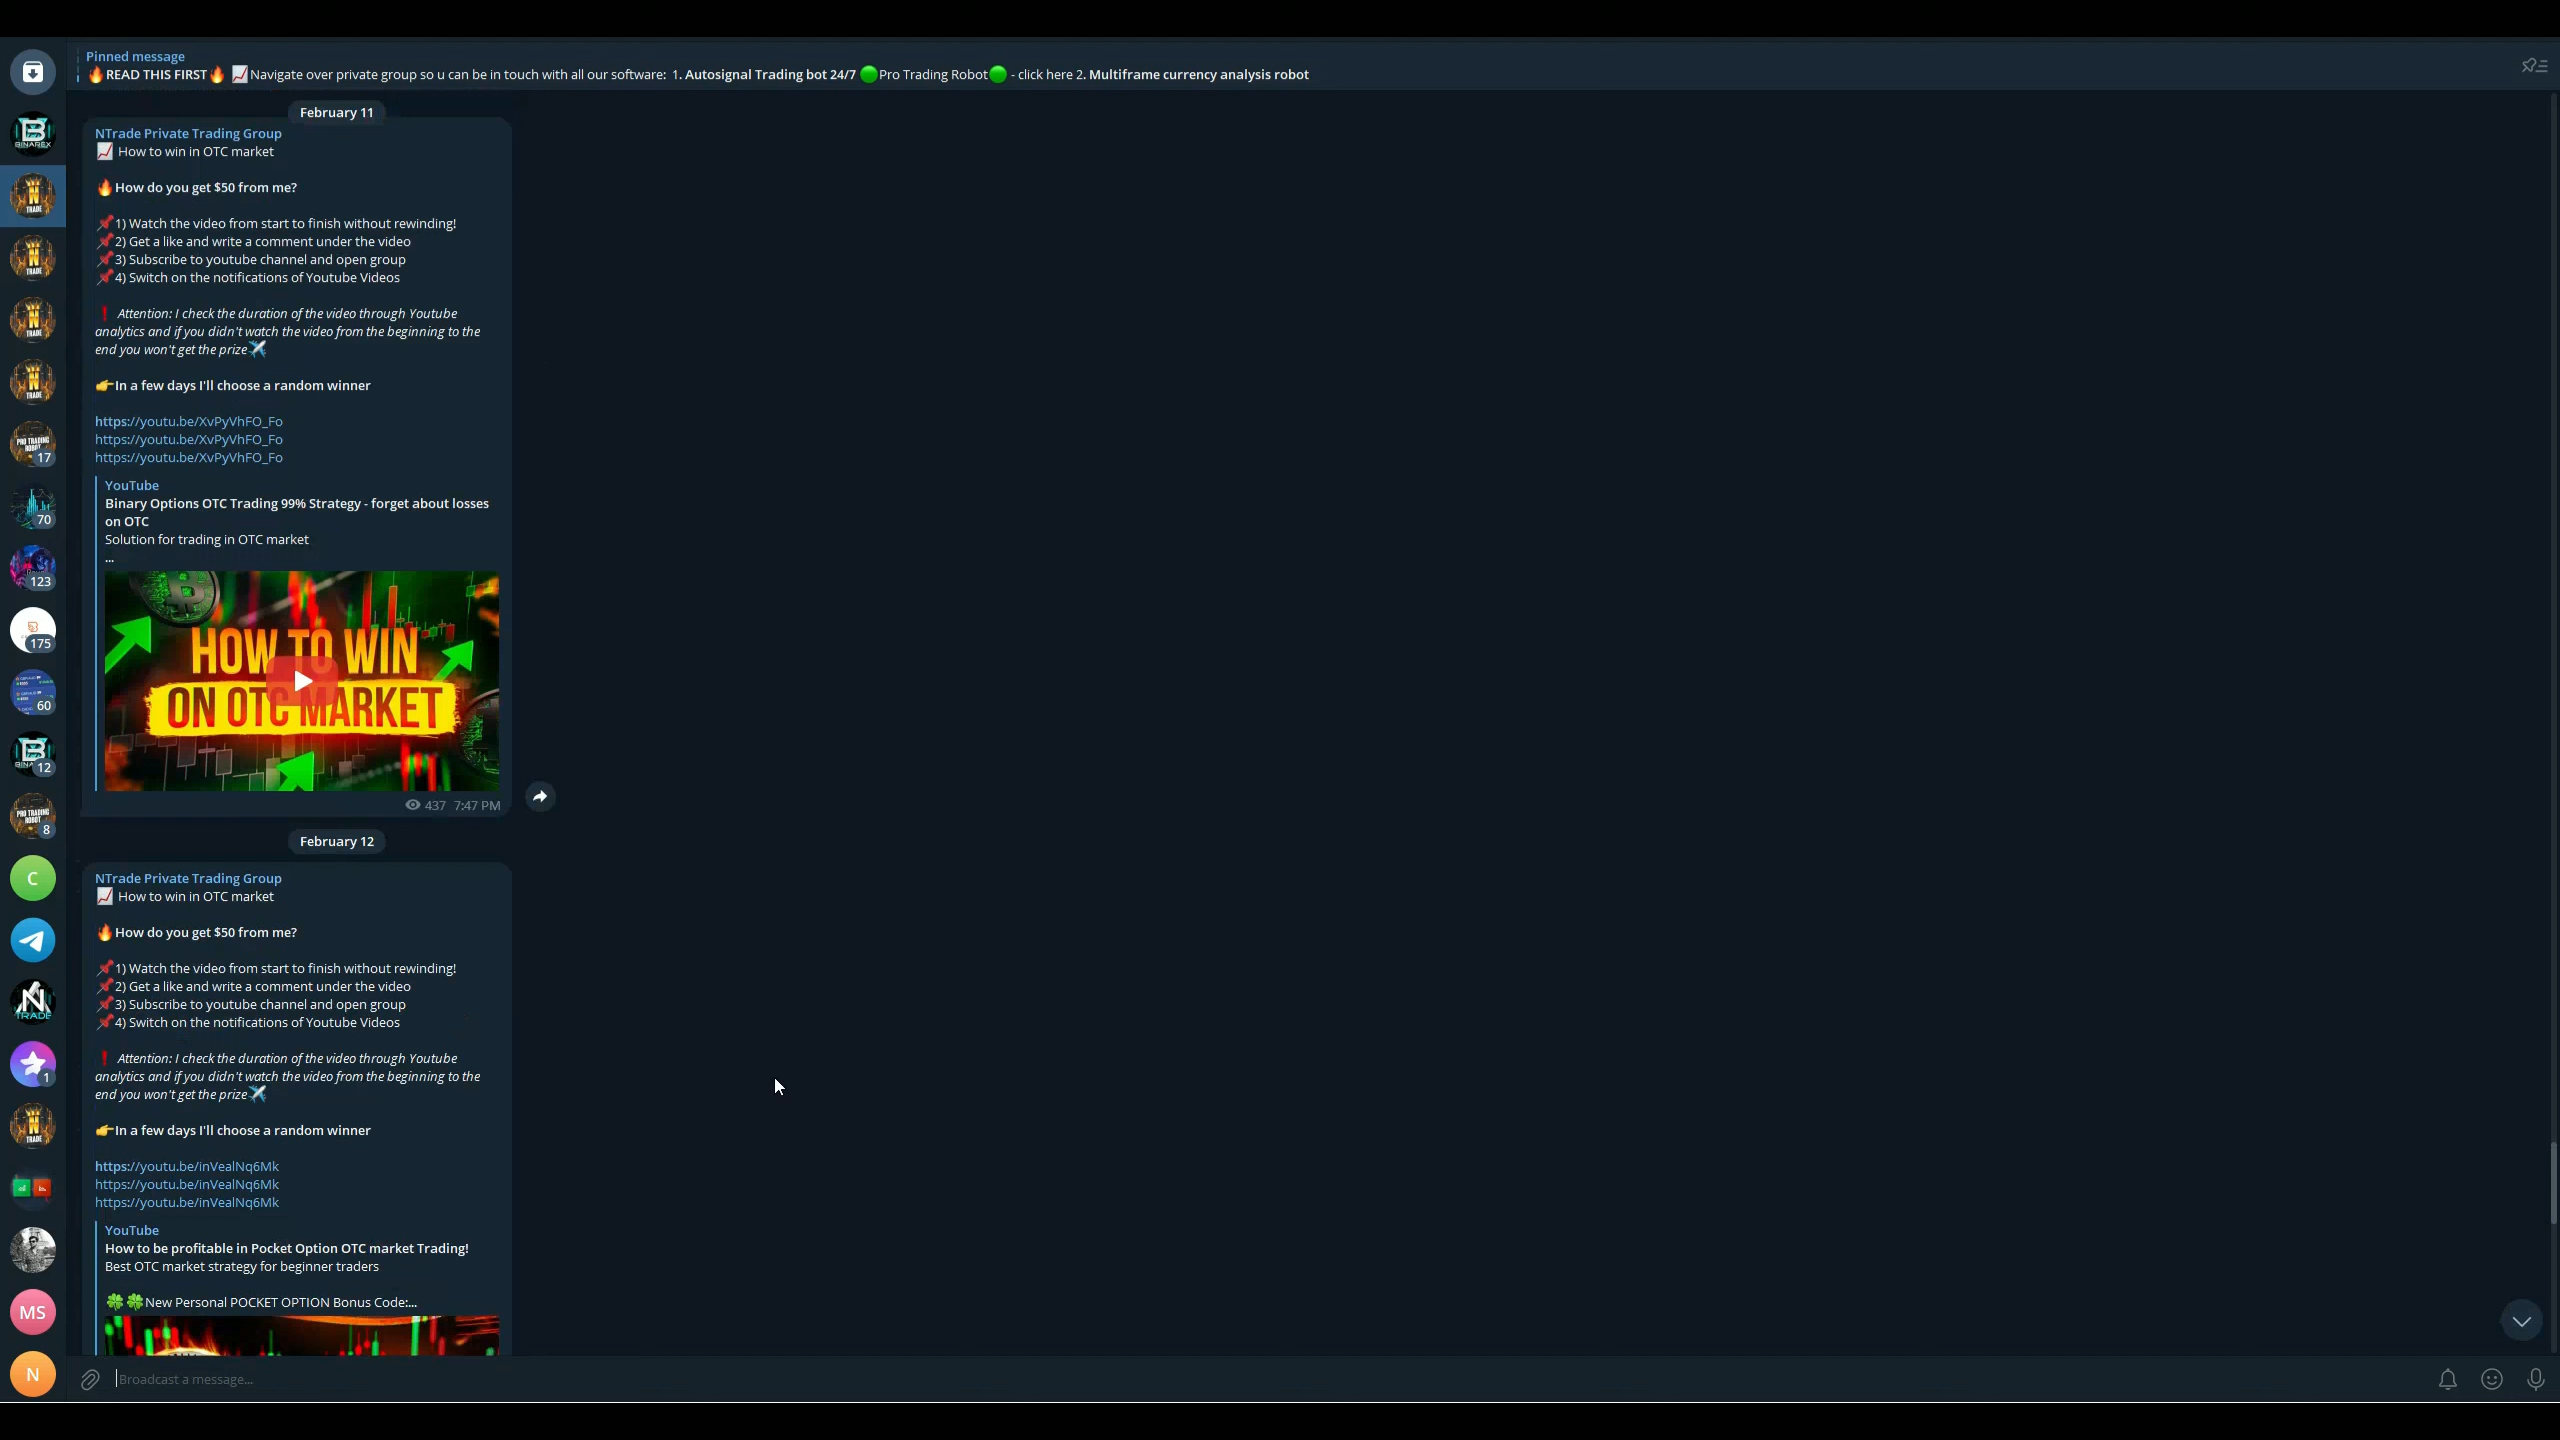 Pinned message
🔥READ THIS FIRST🔥 📈Navigate over private group so u can be in touch with all our software: 1. Autosignal Trading bot 24/7 🟢Pro Trading Robot🟢 - click here 2. Multiframe currency analysis robot
February 11
NTrade Private Trading Group
📈 How to win in OTC market
🔥How do you get $50 from me?
📌1) Watch the video from start to finish without rewinding!
📌2) Get a like and write a comment under the video
📌3) Subscribe to youtube channel and open group
📌4) Switch on the notifications of Youtube Videos
❗ Attention: I check the duration of the video through Youtube
analytics and if you didn't watch the video from the beginning to the
end you won't get the prize✈️
👉In a few days I'll choose a random winner
https://youtu.be/XvPyVhFO_Fo
https://youtu.be/XvPyVhFO_Fo
https://youtu.be/XvPyVhFO_Fo
YouTube
Binary Options OTC Trading 99% Strategy - forget about losses
on OTC
Solution for trading in OTC market
...
HOW TO WIN
ON OTC MARKET
437 7:47 PM
February 12
NTrade Private Trading Group
📈 How to win in OTC market
🔥How do you get $50 from me?
📌1) Watch the video from start to finish without rewinding!
📌2) Get a like and write a comment under the video
📌3) Subscribe to youtube channel and open group
📌4) Switch on the notifications of Youtube Videos
❗ Attention: I check the duration of the video through Youtube
analytics and if you didn't watch the video from the beginning to the
end you won't get the prize✈️
👉In a few days I'll choose a random winner
https://youtu.be/inVealNq6Mk
https://youtu.be/inVealNq6Mk
https://youtu.be/inVealNq6Mk
YouTube
How to be profitable in Pocket Option OTC market Trading!
Best OTC market strategy for beginner traders
🍀🍀New Personal POCKET OPTION Bonus Code:...
Broadcast a message...
BINAREX
N TRADE
N TRADE
N TRADE
N TRADE
PRO TRADING
17
70
123
175
60
12
PRO TRADING
ROBOT
8
C
N
TRADE
1
N TRADE
MS
N